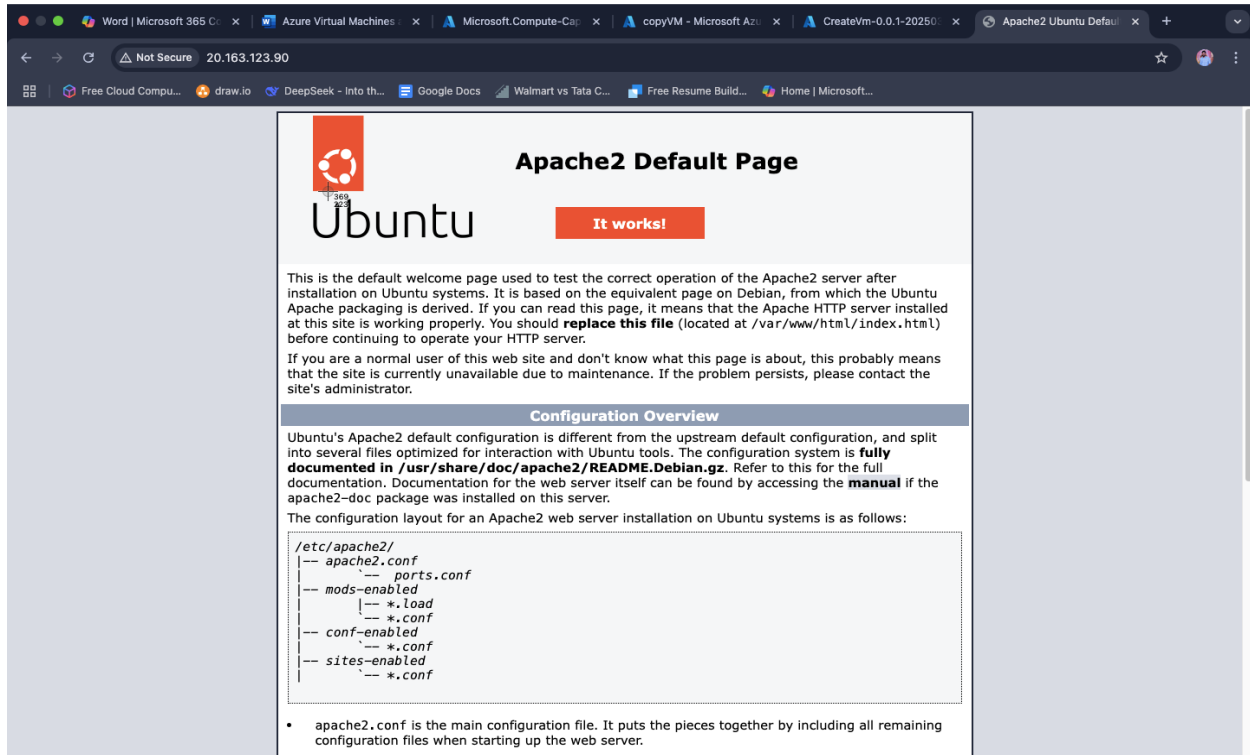 Word | Microsoft 365 Co
Azure Virtual Machines
Microsoft.Compute-Cap
copyVM - Microsoft Azu
CreateVm-0.0.1-202503
Apache2 Ubuntu Defaul
Not Secure
20.163.123.90
Free Cloud Compu...
draw.io
DeepSeek - Into th...
Google Docs
Walmart vs Tata C...
Free Resume Build...
Home | Microsoft...
Apache2 Default Page
369
223
Ubuntu
It works!
This is the default welcome page used to test the correct operation of the Apache2 server after
installation on Ubuntu systems. It is based on the equivalent page on Debian, from which the Ubuntu
Apache packaging is derived. If you can read this page, it means that the Apache HTTP server installed
at this site is working properly. You should replace this file (located at /var/www/html/index.html)
before continuing to operate your HTTP server.
If you are a normal user of this web site and don't know what this page is about, this probably means
that the site is currently unavailable due to maintenance. If the problem persists, please contact the
site's administrator.
Configuration Overview
Ubuntu's Apache2 default configuration is different from the upstream default configuration, and split
into several files optimized for interaction with Ubuntu tools. The configuration system is fully
documented in /usr/share/doc/apache2/README.Debian.gz. Refer to this for the full
documentation. Documentation for the web server itself can be found by accessing the manual if the
apache2-doc package was installed on this server.
The configuration layout for an Apache2 web server installation on Ubuntu systems is as follows:
/etc/apache2/
|-- apache2.conf
|       `--  ports.conf
|-- mods-enabled
|       |-- *.load
|       `-- *.conf
|-- conf-enabled
|       `-- *.conf
|-- sites-enabled
|       `-- *.conf
• apache2.conf is the main configuration file. It puts the pieces together by including all remaining
configuration files when starting up the web server.